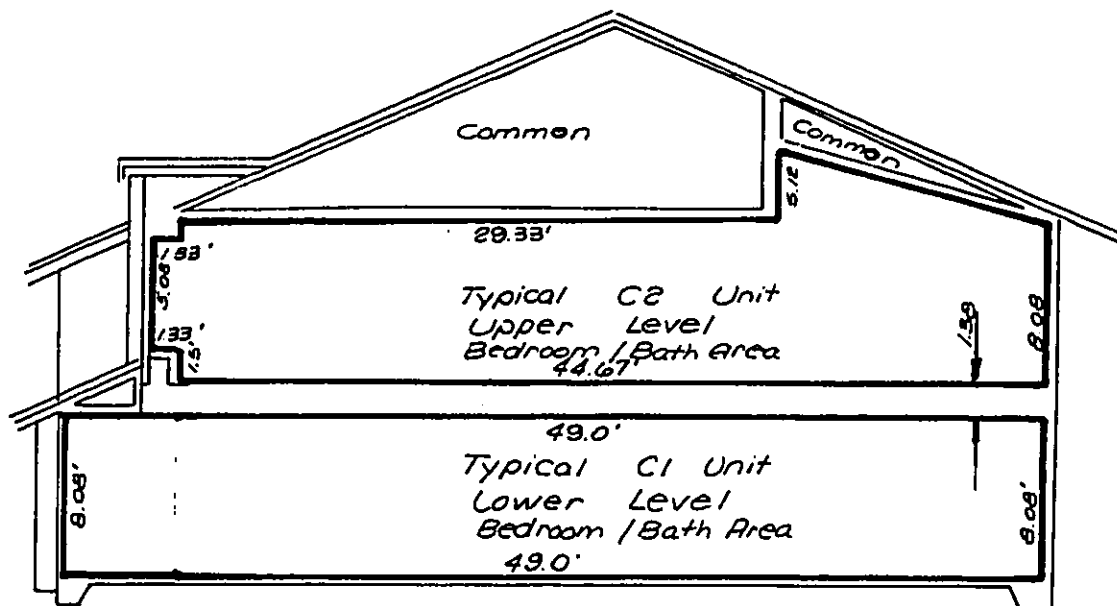 Common
Common
5.12
29.33'
1.33'
5.08
Typical C2 Unit
Upper Level
Bedroom / Bath Area
1.33'
1.5'
44.67'
1.38
8.08
49.0'
Typical C1 Unit
Lower Level
Bedroom / Bath Area
8.08'
8.08'
49.0'